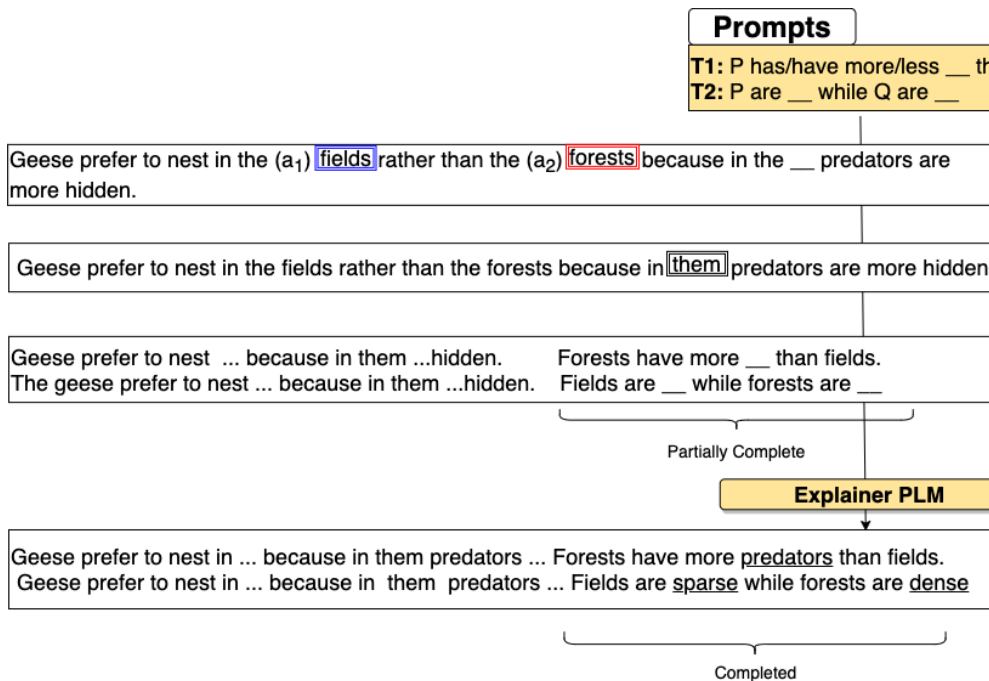 Prompts
T1: P has/have more/less __ th
T2: P are __ while Q are __
Geese prefer to nest in the (a1) fields rather than the (a2) forests because in the __ predators are
more hidden.
Geese prefer to nest in the fields rather than the forests because in them predators are more hidden
Geese prefer to nest ... because in them ...hidden. Forests have more __ than fields.
The geese prefer to nest ... because in them ...hidden. Fields are __ while forests are __
Partially Complete
Explainer PLM
Geese prefer to nest in ... because in them predators ... Forests have more predators than fields.
Geese prefer to nest in ... because in them predators ... Fields are sparse while forests are dense
Completed